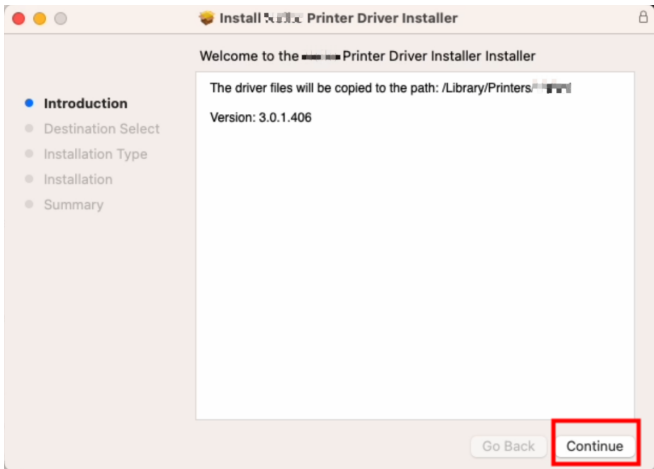 Install Printer Driver Installer
Welcome to the Printer Driver Installer Installer
Introduction
Destination Select
Installation Type
Installation
Summary
The driver files will be copied to the path: /Library/Printers/
Version: 3.0.1.406
Go Back
Continue